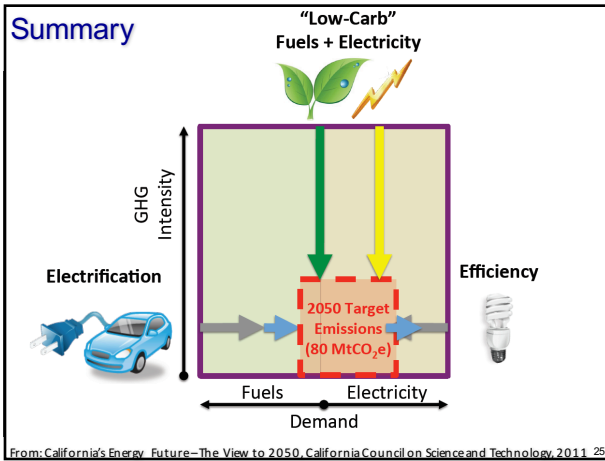 Summary
“Low-Carb”
Fuels + Electricity
GHG
Intensity
Electrification
Efficiency
2050 Target
Emissions
(80 MtCO₂e)
Fuels
Electricity
Demand
From: California's Energy Future–The View to 2050, California Council on Science and Technology, 2011
25